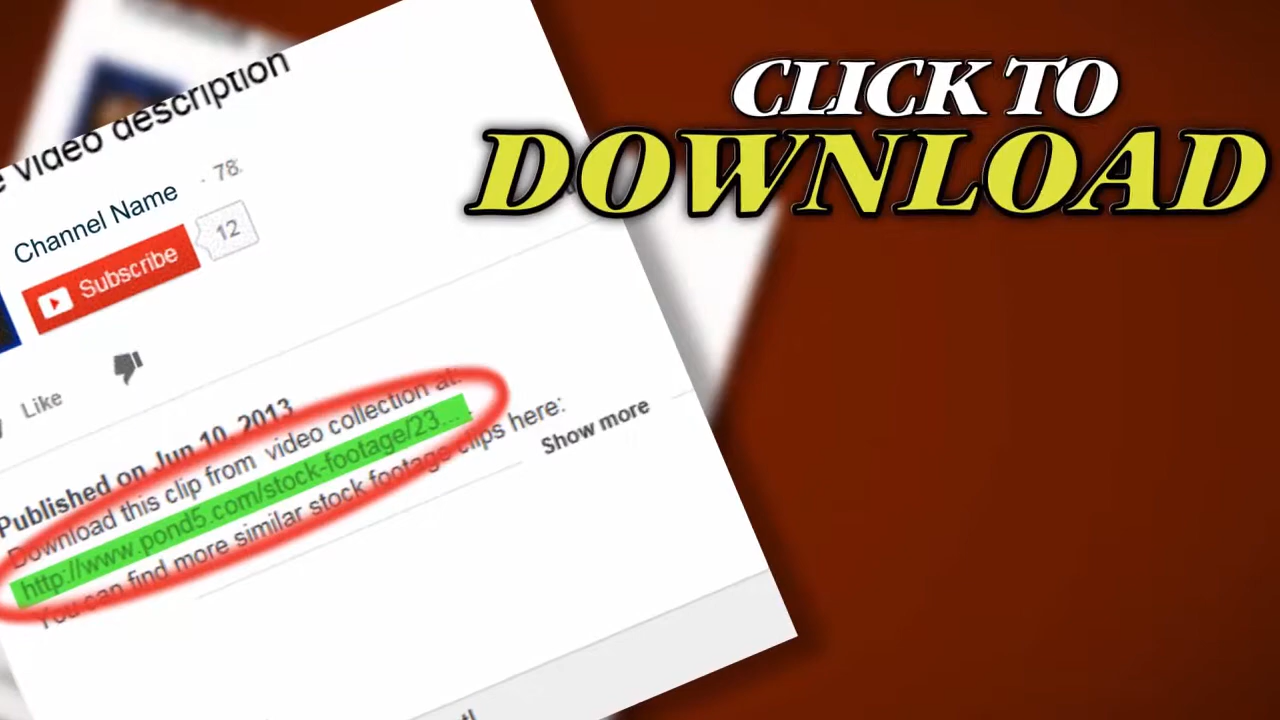 CLICK TO
DOWNLOAD
video description
Channel Name
78
Subscribe
12
Like
Published on Jun 10, 2013
Download this clip from video collection at:
http://www.pond5.com/stock-footage/23...
You can find more similar stock footage clips here:
Show more